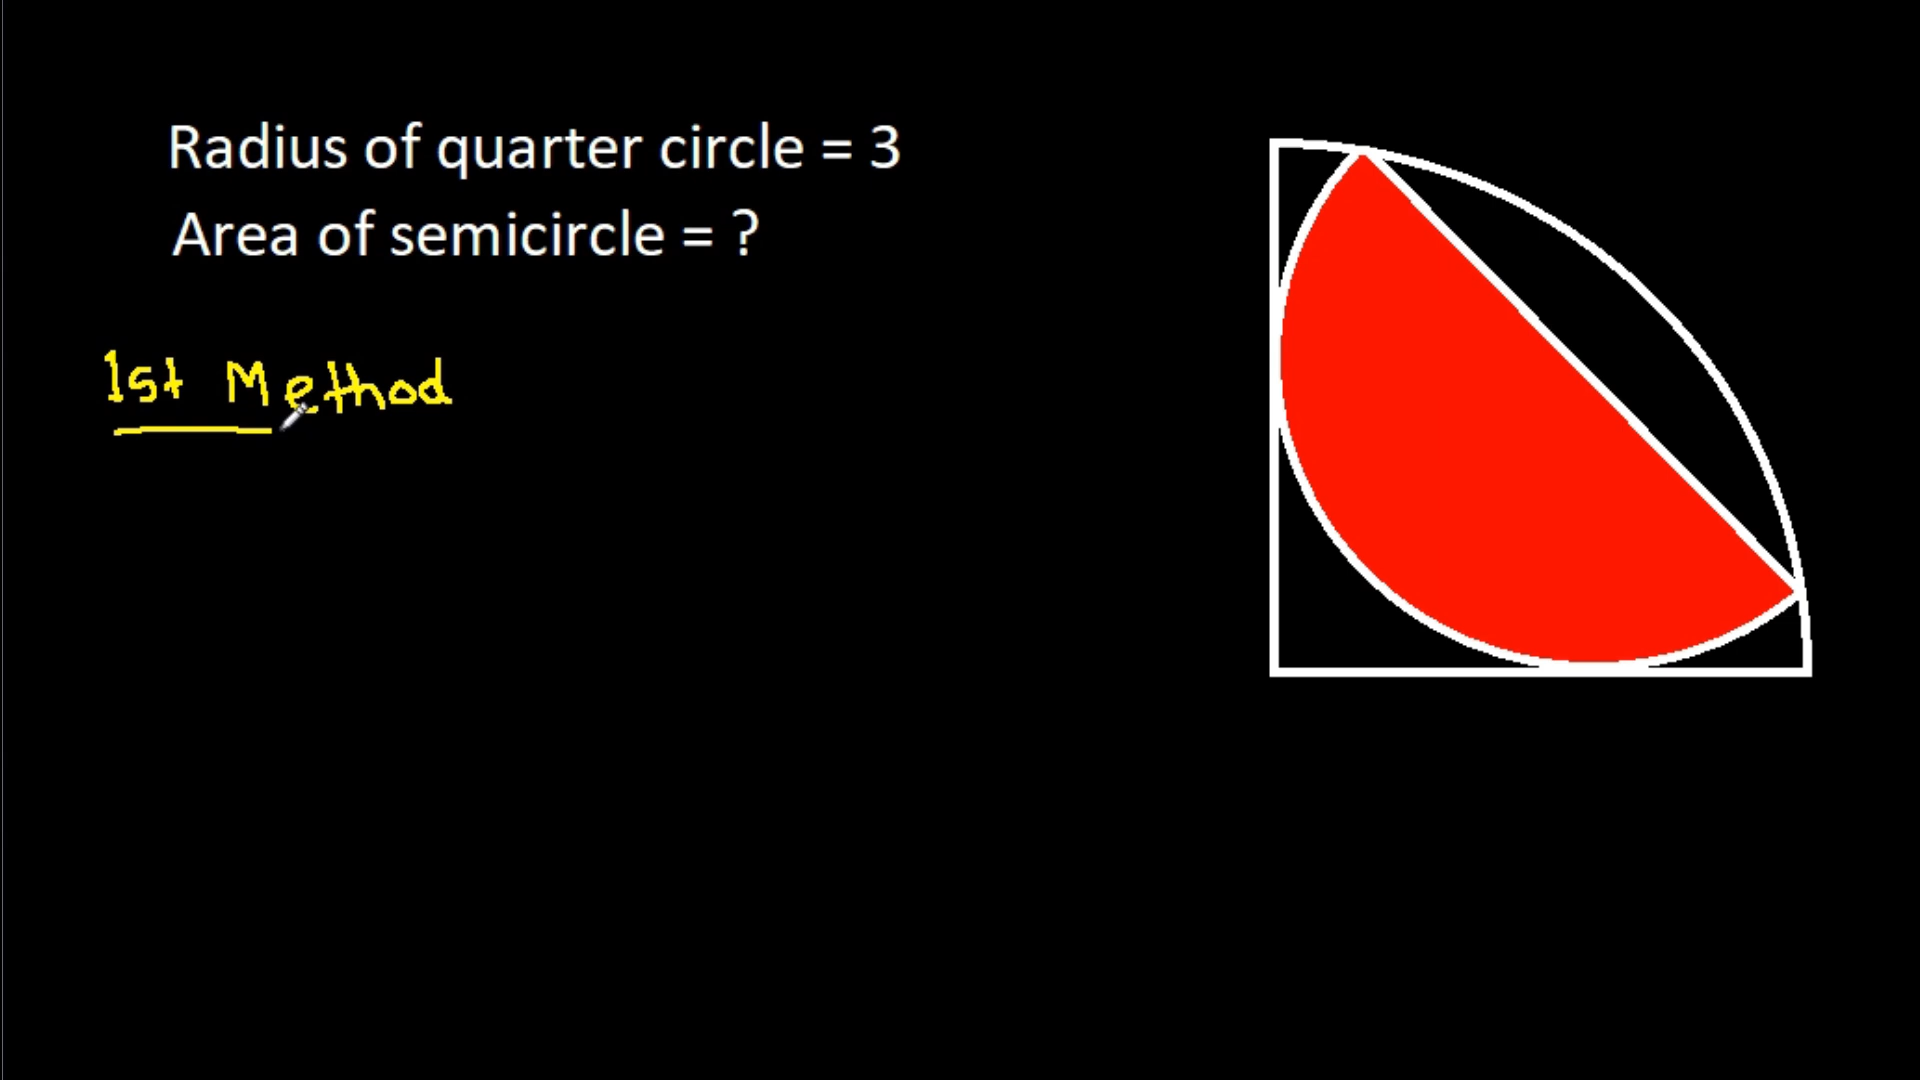 Radius of quarter circle = 3
Area of semicircle = ?
1st Method